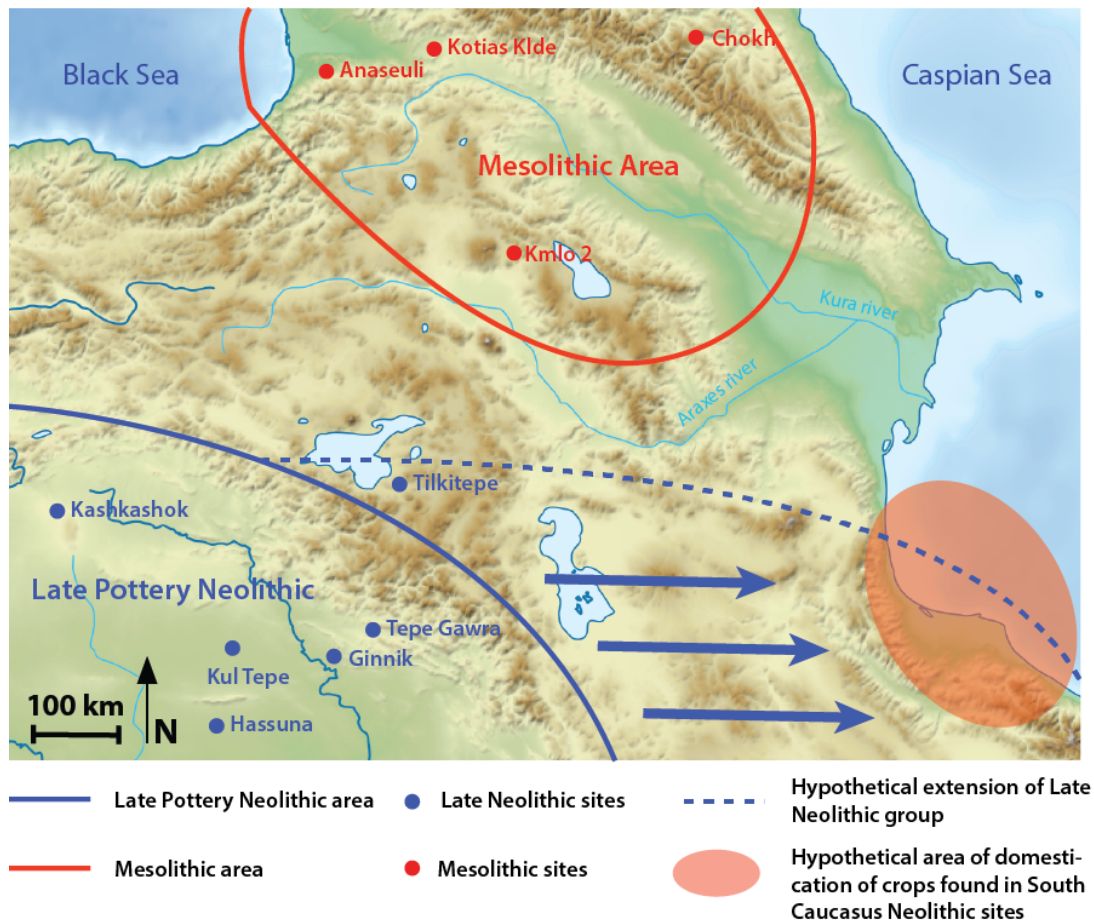 Black Sea
Kotias Klde
Chokh
Anaseuli
Caspian Sea
Mesolithic Area
Kmlo 2
Kura river
Araxes river
Tilkitepe
Kashkashok
Late Pottery Neolithic
Tepe Gawra
Ginnik
Kul Tepe
100 km
N
Hassuna
Late Pottery Neolithic area
Late Neolithic sites
Hypothetical extension of Late
Neolithic group
Mesolithic area
Mesolithic sites
Hypothetical area of domesti-
cation of crops found in South
Caucasus Neolithic sites